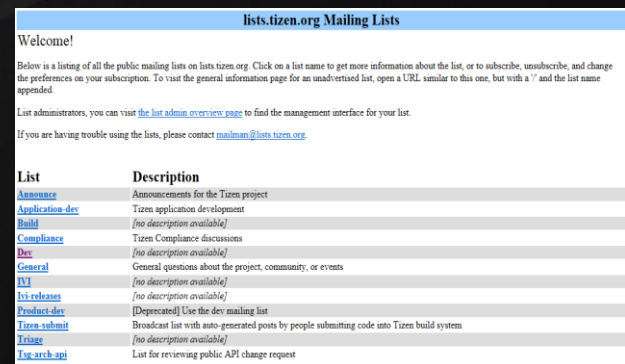 lists.tizen.org Mailing Lists
Welcome!
Below is a listing of all the public mailing lists on lists.tizen.org. Click on a list name to get more information about the list, or to subscribe, unsubscribe, and change
the preferences on your subscription. To visit the general information page for an unadvertised list, open a URL similar to this one, but with a '/' and the list name
appended.
List administrators, you can visit the list admin overview page to find the management interface for your list.
If you are having trouble using the lists, please contact mailman@lists.tizen.org.
List Description
Announce Announcements for the Tizen project
Application-dev Tizen application development
Build [no description available]
Compliance Tizen Compliance discussions
Dev [no description available]
General General questions about the project, community, or events
IVI [no description available]
Ivi-releases [no description available]
Product-dev [Deprecated] Use the dev mailing list
Tizen-submit Broadcast list with auto-generated posts by people submitting code into Tizen build system
Triage [no description available]
Tsg-arch-api List for reviewing public API change request